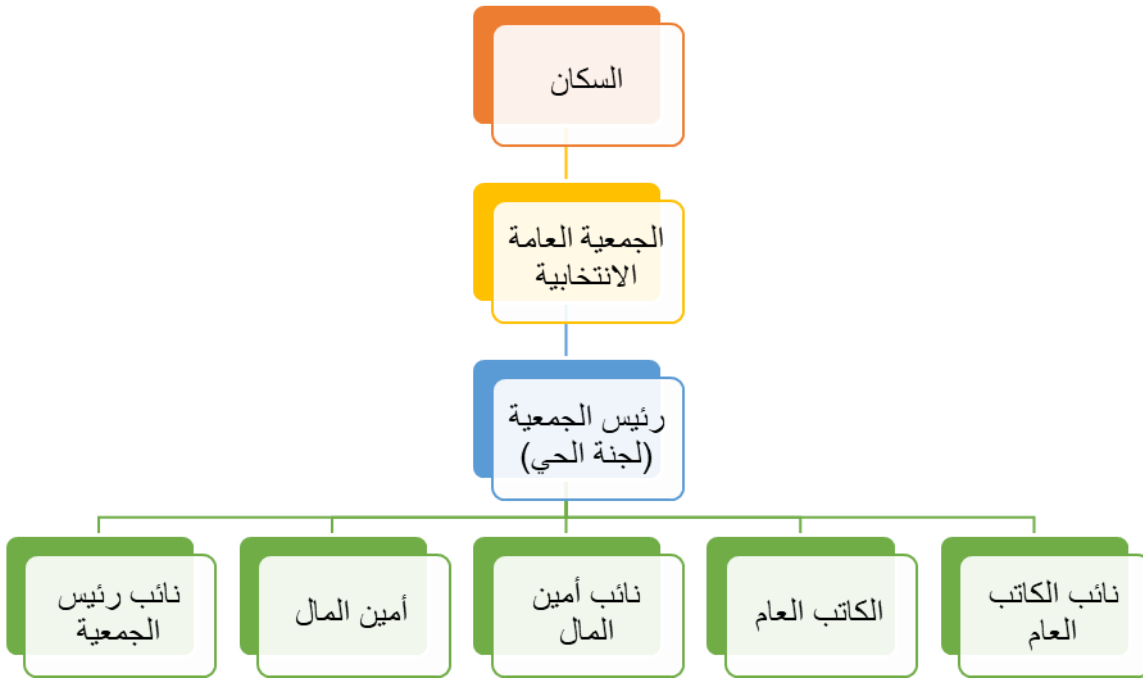 السكان
الجمعية العامة
الانتخابية
رئيس الجمعية
(لجنة الحي)
نائب الكاتب
العام
الكاتب العام
نائب أمين
المال
أمين المال
نائب رئيس
الجمعية